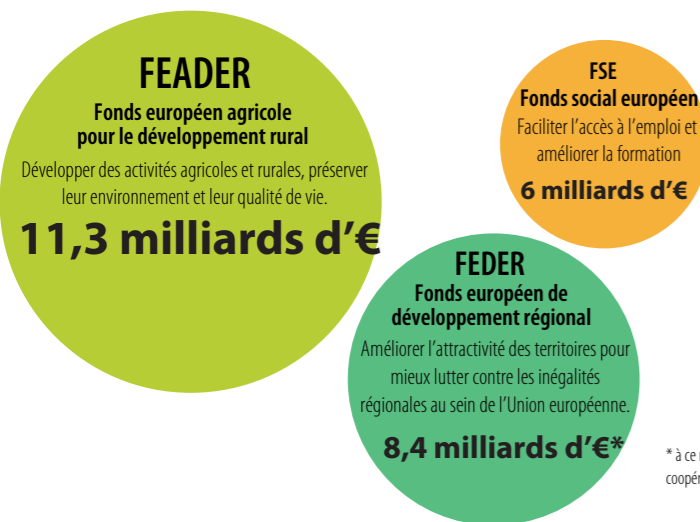 FEADER
Fonds européen agricole
pour le développement rural
Développer des activités agricoles et rurales, préserver
leur environnement et leur qualité de vie.
11,3 milliards d’€
FSE
Fonds social européen
Faciliter l’accès à l’emploi et
améliorer la formation
6 milliards d’€
FEDER
Fonds européen de
développement régional
Améliorer l’attractivité des territoires pour
mieux lutter contre les inégalités
régionales au sein de l’Union européenne.
8,4 milliards d’€*
* à ce